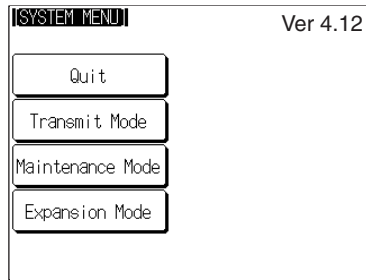 [SYSTEM MENU]
Ver 4.12
Quit
Transmit Mode
Maintenance Mode
Expansion Mode